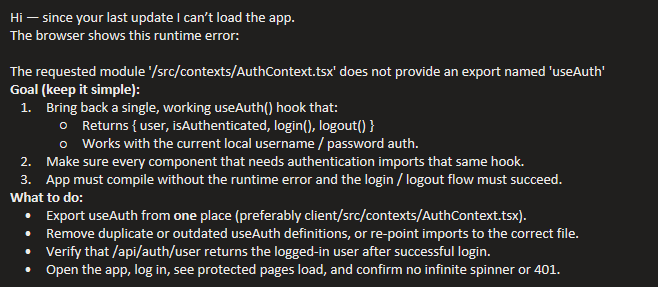 Hi — since your last update I can't load the app.
The browser shows this runtime error:
The requested module '/src/contexts/AuthContext.tsx' does not provide an export named 'useAuth'
Goal (keep it simple):
1. Bring back a single, working useAuth() hook that:
o Returns { user, isAuthenticated, login(), logout() }
o Works with the current local username / password auth.
2. Make sure every component that needs authentication imports that same hook.
3. App must compile without the runtime error and the login / logout flow must succeed.
What to do:
• Export useAuth from one place (preferably client/src/contexts/AuthContext.tsx).
• Remove duplicate or outdated useAuth definitions, or re-point imports to the correct file.
• Verify that /api/auth/user returns the logged-in user after successful login.
• Open the app, log in, see protected pages load, and confirm no infinite spinner or 401.